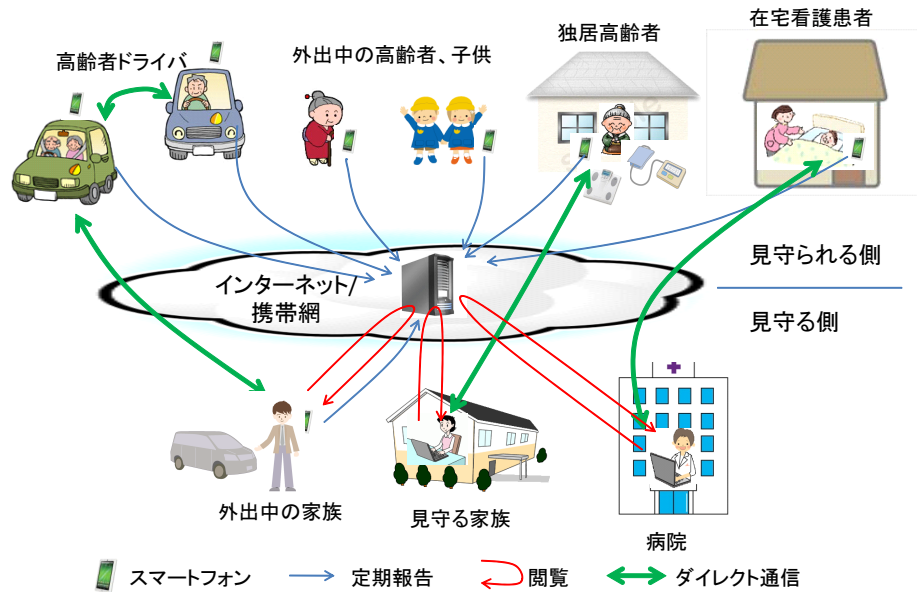 高齢者ドライバ
外出中の高齢者、子供
独居高齢者
在宅看護患者
インターネット/
携帯網
見守られる側
見守る側
外出中の家族
見守る家族
病院
スマートフォン
定期報告
閲覧
ダイレクト通信